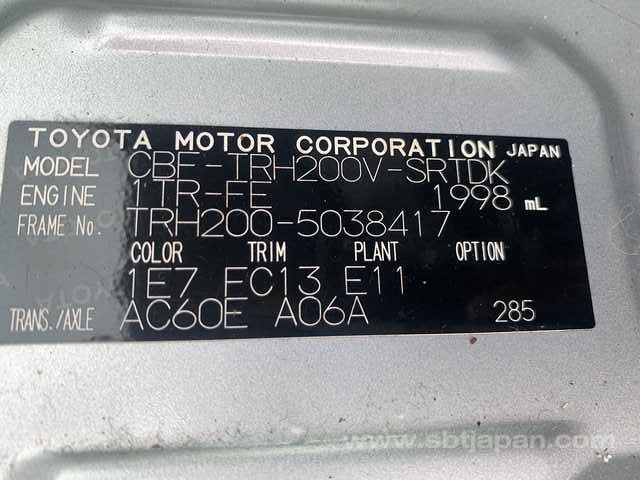 TOYOTA MOTOR CORPORATION JAPAN
MODEL CBF-TRH200V-SRTDK
ENGINE 1TR-FE 1998 mL
FRAME No. TRH200-5038417
COLOR TRIM PLANT OPTION
1E7 FC13 E11
TRANS./AXLE AC60E A06A 285
www.sbtjapan.com